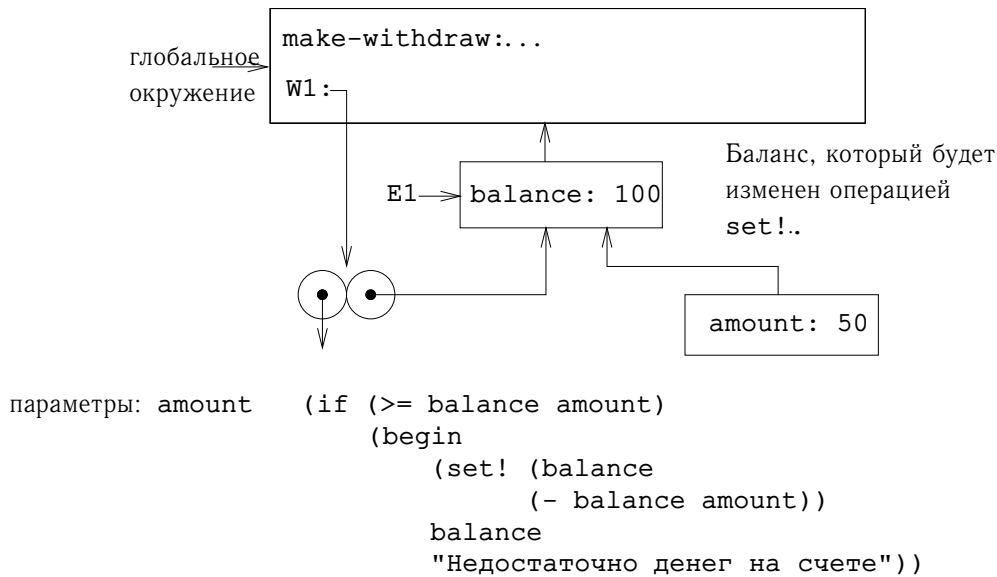 make-withdraw:...
глобальное
окружение
W1:
Баланс, который будет
изменен операцией
set!..
E1
balance: 100
amount: 50
параметры: amount (if (>= balance amount)
(begin
(set! (balance
(- balance amount))
balance
"Недостаточно денег на счете"))